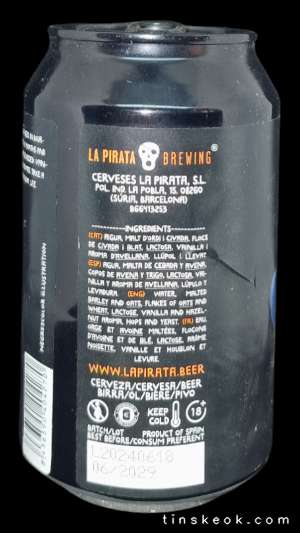 LA PIRATA BREWING®
CERVESES LA PIRATA, S.L.
POL. IND. LA POBLA, 15. 08260
(SÚRIA, BARCELONA)
B66413253
INGREDIENTS
(CAT) AIGUA, MALT D'ORDI I CIVADA, FLOCS
DE CIVADA I BLAT, LACTOSA, VAINILLA I
AROMA D'AVELLANA, LLÚPOL I LLEVAT
(ESP) AGUA, MALTA DE CEBADA Y AVENA,
COPOS DE AVENA Y TRIGO, LACTOSA, VAI-
NILLA Y AROMA DE AVELLANA, LÚPULO Y
LEVADURA (ENG) WATER, MALTED
BARLEY AND OATS, FLAKES OF OATS AND
WHEAT, LACTOSE, VANILLA AND HAZEL-
NUT AROMA, HOPS AND YEAST. (FR) EAU,
ORGE ET AVOINE MALTÉES, FLOCONS
D'AVOINE ET DE BLÉ, LACTOSE, ARÔME
NOISETTE, VANILLE ET HOUBLON ET
LEVURE.
WWW.LAPIRATA.BEER
CERVEZA/CERVESA/BEER
BIRRA/ÖL/BIÈRE/PIVO
KEEP
COLD
18+
BATCH/LOT PRODUCT OF SPAIN
BEST BEFORE/CONSUM PREFERENT
L20240618
06/2029
NEGRESCOLOR ILLUSTRATION
tinskeok.com